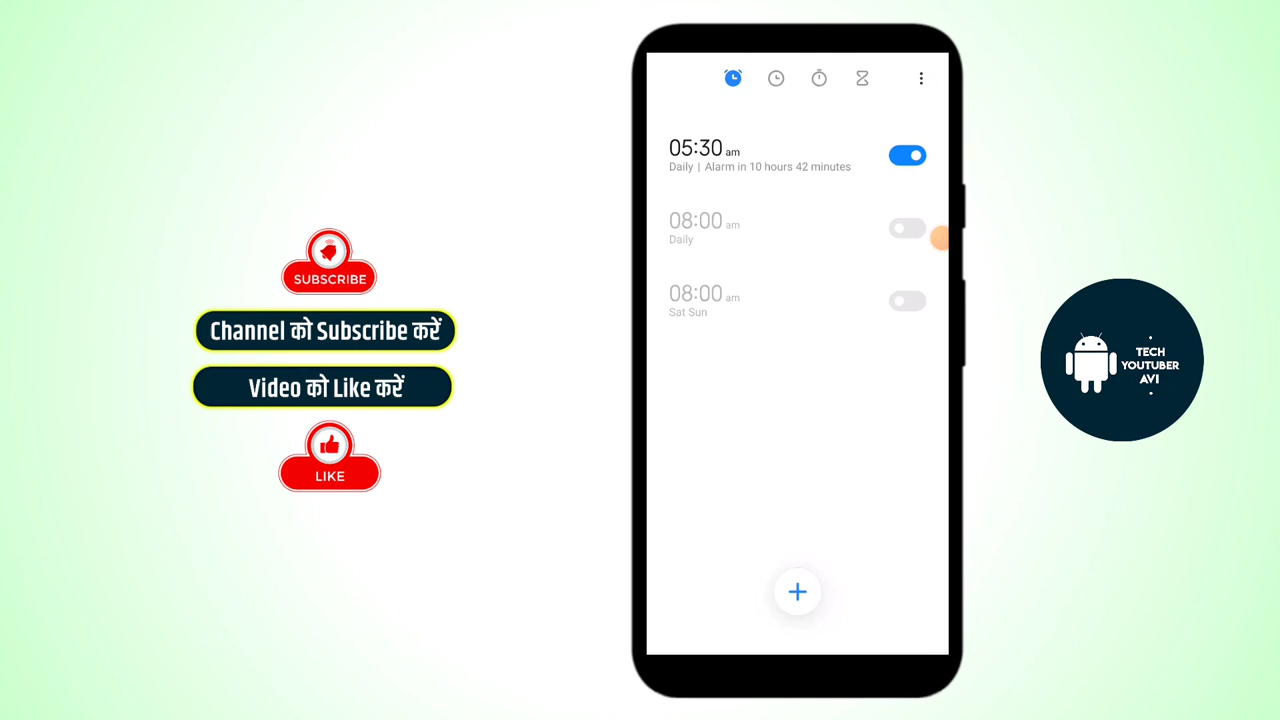 SUBSCRIBE
Channel को Subscribe करें
Video को Like करें
LIKE
05:30 am
Daily | Alarm in 10 hours 42 minutes
08:00 am
Daily
08:00 am
Sat Sun
TECH
YOUTUBER
AVI